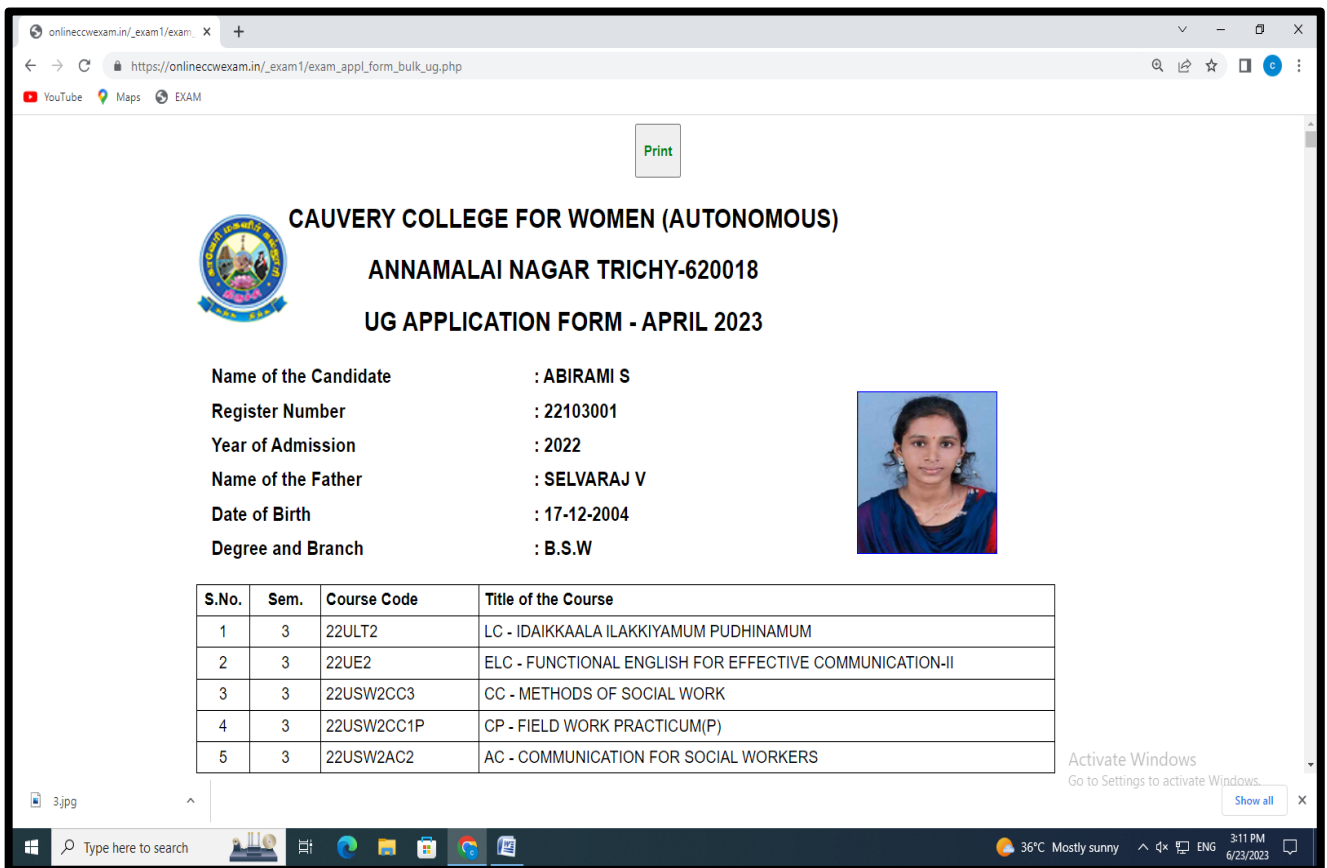 onlineccwexam.in/_exam1/exam_
https://onlineccwexam.in/_exam1/exam_appl_form_bulk_ug.php
C
YouTube Maps EXAM
Print
CAUVERY COLLEGE FOR WOMEN (AUTONOMOUS)
ANNAMALAI NAGAR TRICHY-620018
UG APPLICATION FORM - APRIL 2023
Name of the Candidate : ABIRAMI S
Register Number : 22103001
Year of Admission : 2022
Name of the Father : SELVARAJ V
Date of Birth : 17-12-2004
Degree and Branch : B.S.W
S.No. Sem. Course Code Title of the Course
1 3 22ULT2 LC - IDAIKKAALA ILAKKIYAMUM PUDHINAMUM
2 3 22UE2 ELC - FUNCTIONAL ENGLISH FOR EFFECTIVE COMMUNICATION-II
3 3 22USW2CC3 CC - METHODS OF SOCIAL WORK
4 3 22USW2CC1P CP - FIELD WORK PRACTICUM(P)
5 3 22USW2AC2 AC - COMMUNICATION FOR SOCIAL WORKERS
Activate Windows
Go to Settings to activate Windows.
3.jpg Show all
Type here to search 36°C Mostly sunny ENG 3:11 PM
6/23/2023